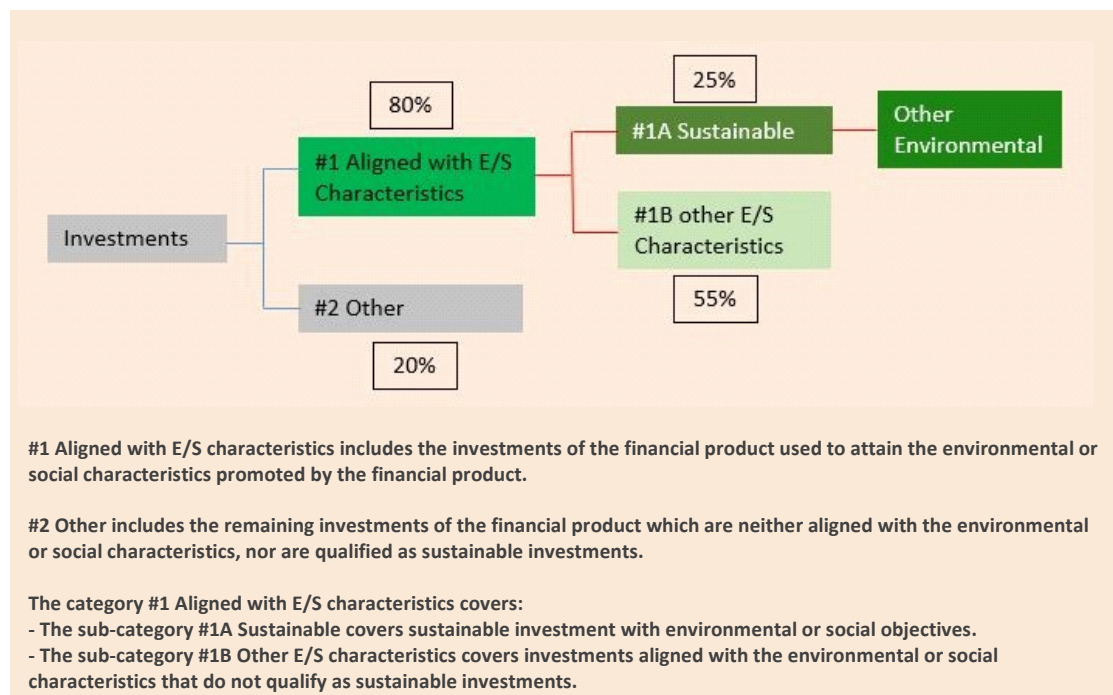 80%
25%
#1 Aligned with E/S
Characteristics
#1A Sustainable
Other
Environmental
Investments
#1B other E/S
Characteristics
55%
#2 Other
20%
#1 Aligned with E/S characteristics includes the investments of the financial product used to attain the environmental or
social characteristics promoted by the financial product.
#2 Other includes the remaining investments of the financial product which are neither aligned with the environmental
or social characteristics, nor are qualified as sustainable investments.
The category #1 Aligned with E/S characteristics covers:
- The sub-category #1A Sustainable covers sustainable investment with environmental or social objectives.
- The sub-category #1B Other E/S characteristics covers investments aligned with the environmental or social
characteristics that do not qualify as sustainable investments.